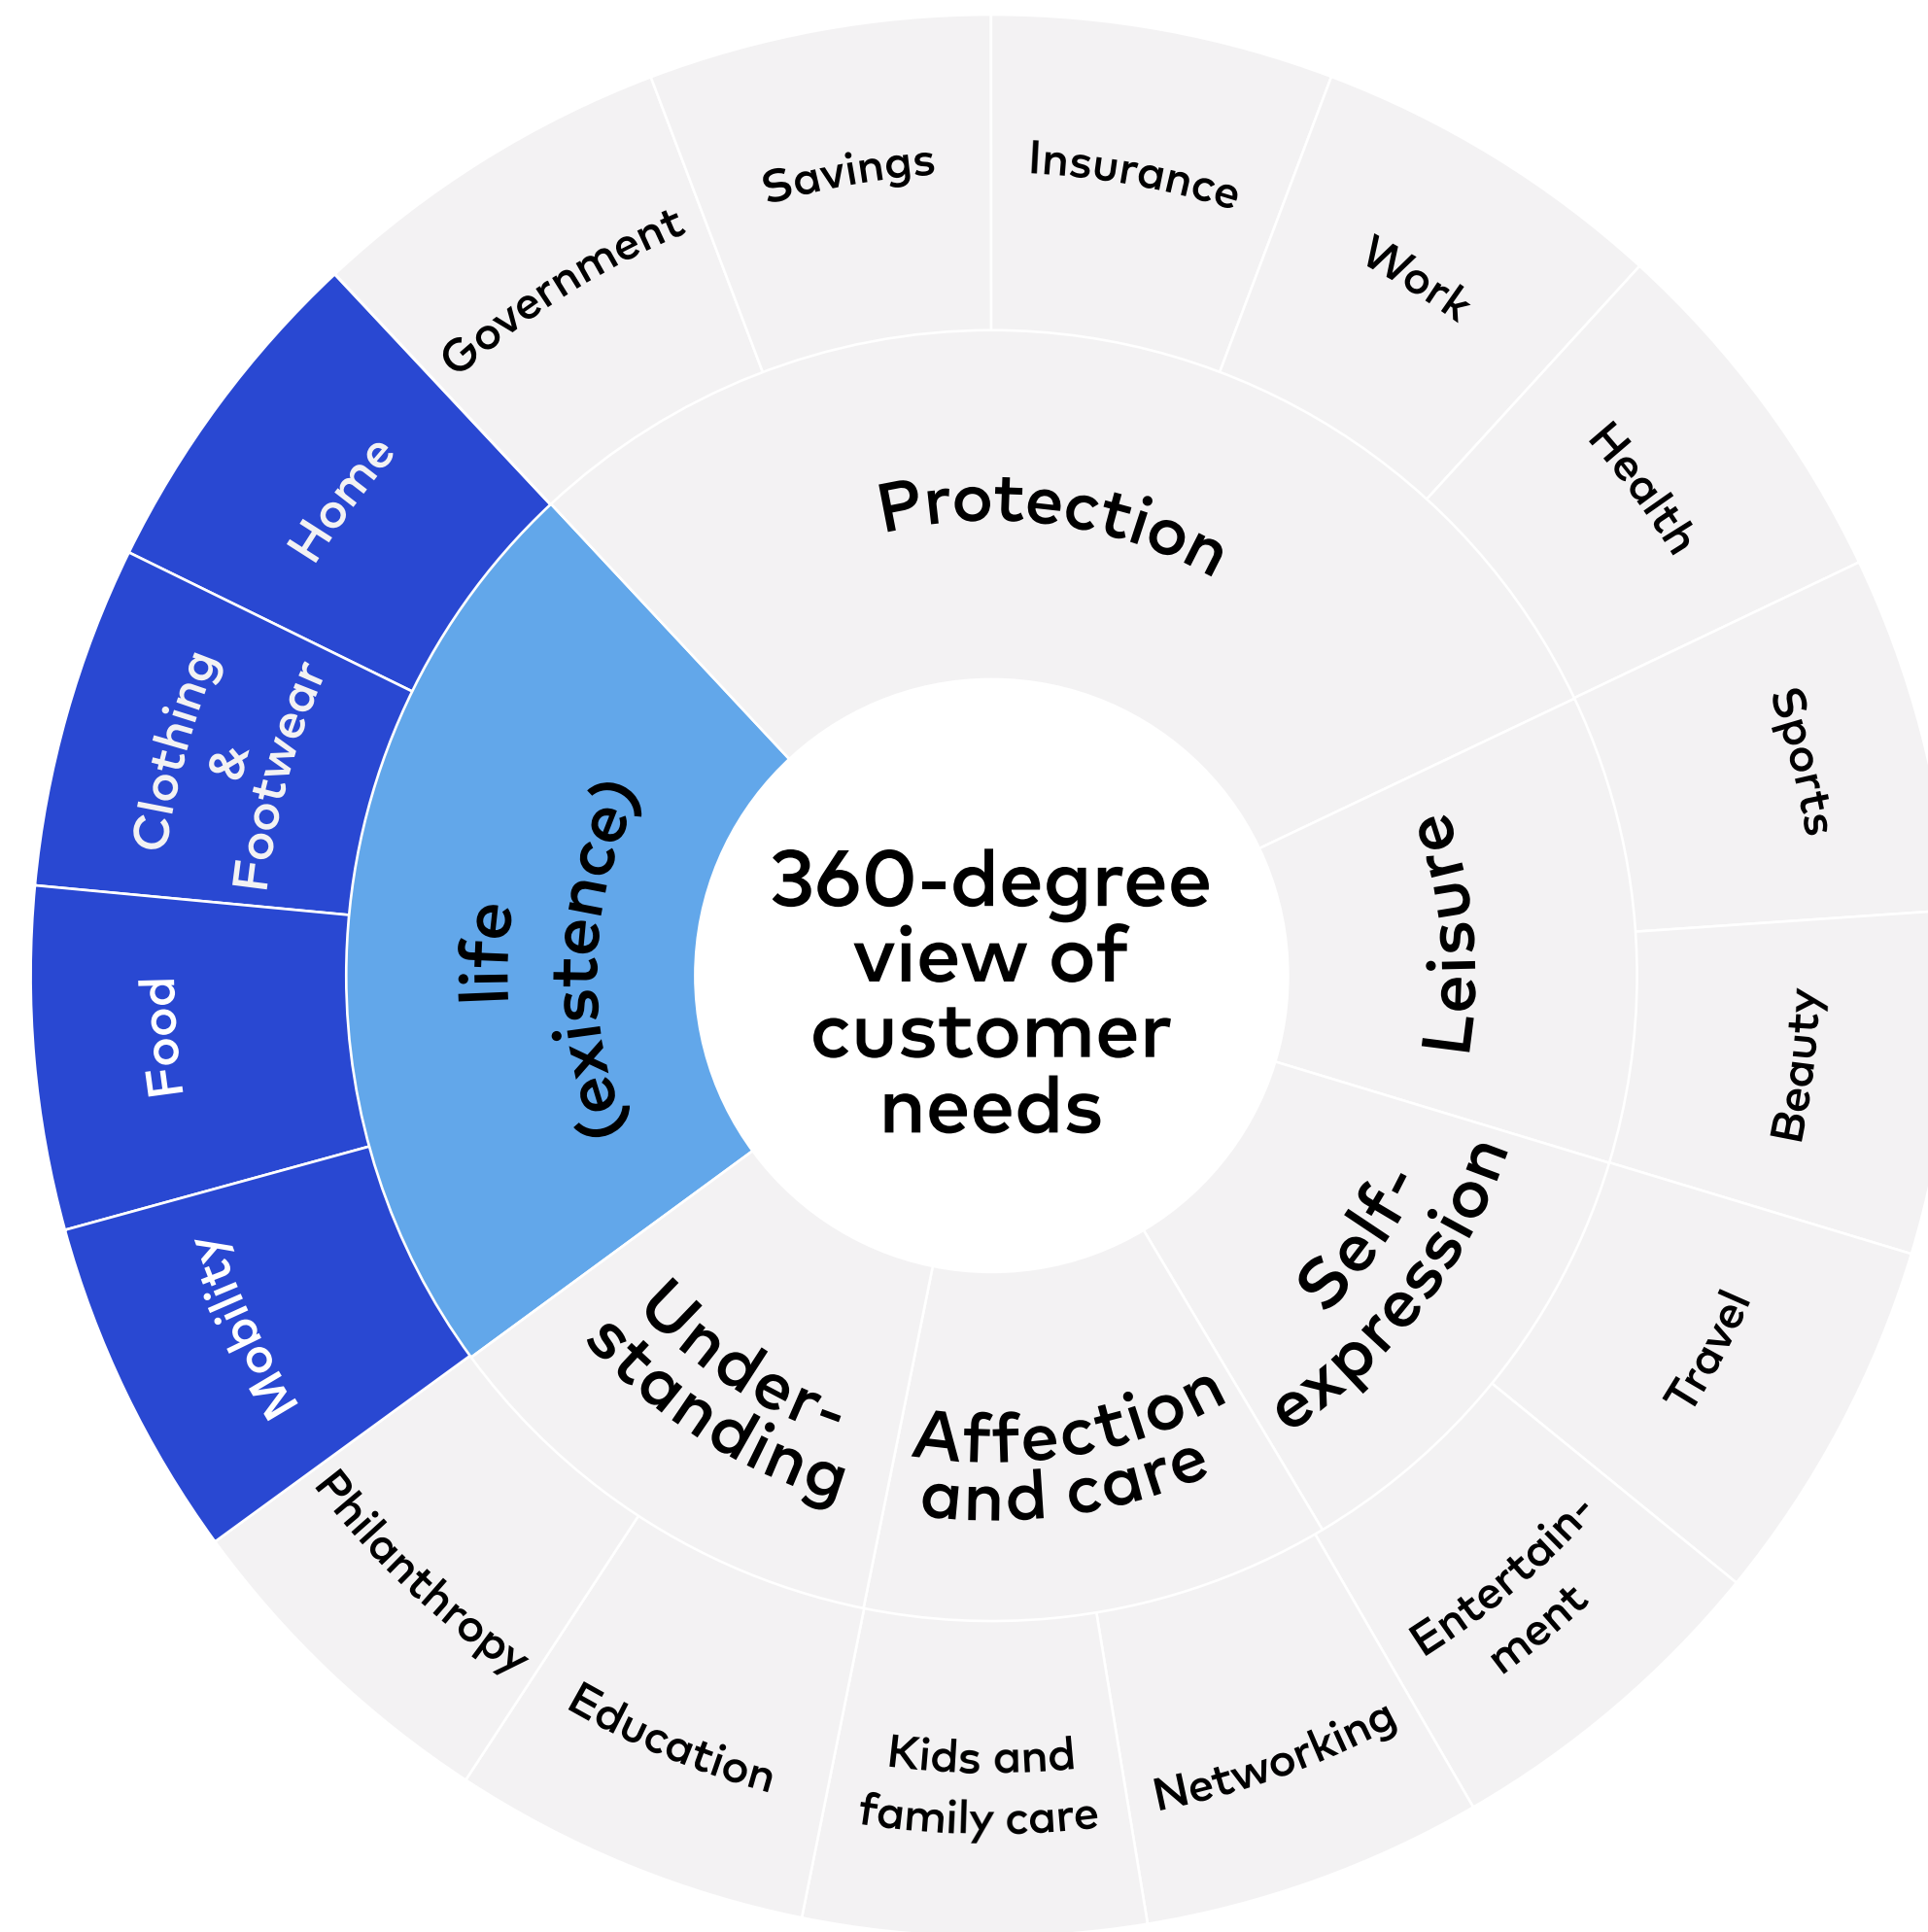 360-degree
view of
customer
needs
Protection
Leisure
Self-
expression
Affection
and care
Under-
standing
life
(existence)
Government
Savings
Insurance
Work
Health
Sports
Beauty
Travel
Entertain-
ment
Networking
Kids and
family care
Education
Philanthropy
Mobility
Food
Clothing
&
Footwear
Home